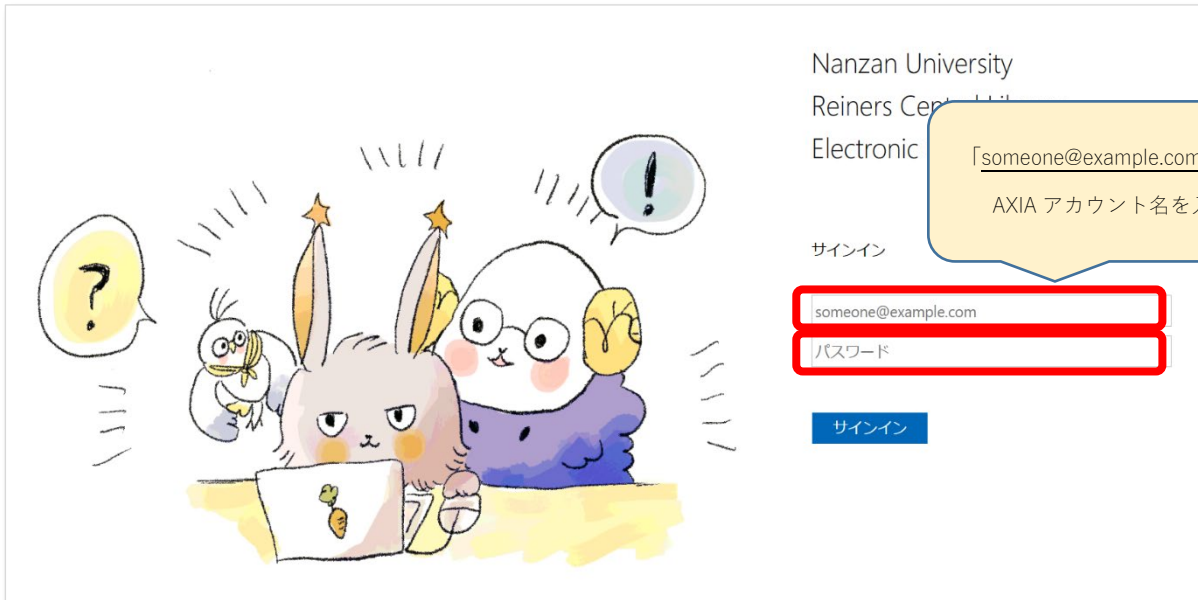 Nanzan University
Reiners
Electronic
「someone@example.com
AXIA アカウント名を
サインイン
someone@example.com
パスワード
サインイン
?
!